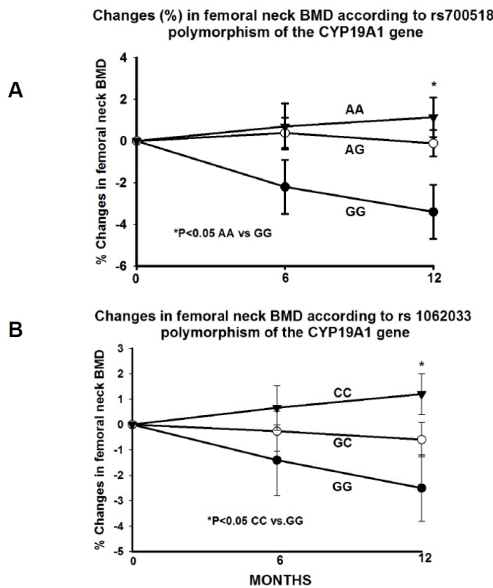 Changes (%) in femoral neck BMD according to rs700518
polymorphism of the CYP19A1 gene
A
% Changes in femoral neck BMD
4
2
0
-2
-4
-6
*
AA
AG
GG
*P<0.05 AA vs GG
0
6
12
Changes in femoral neck BMD according to rs 1062033
polymorphism of the CYP19A1 gene
B
% Changes in femoral neck BMD
3
2
1
0
-1
-2
-3
-4
-5
*
CC
GC
GG
*P<0.05 CC vs.GG
0
6
12
MONTHS